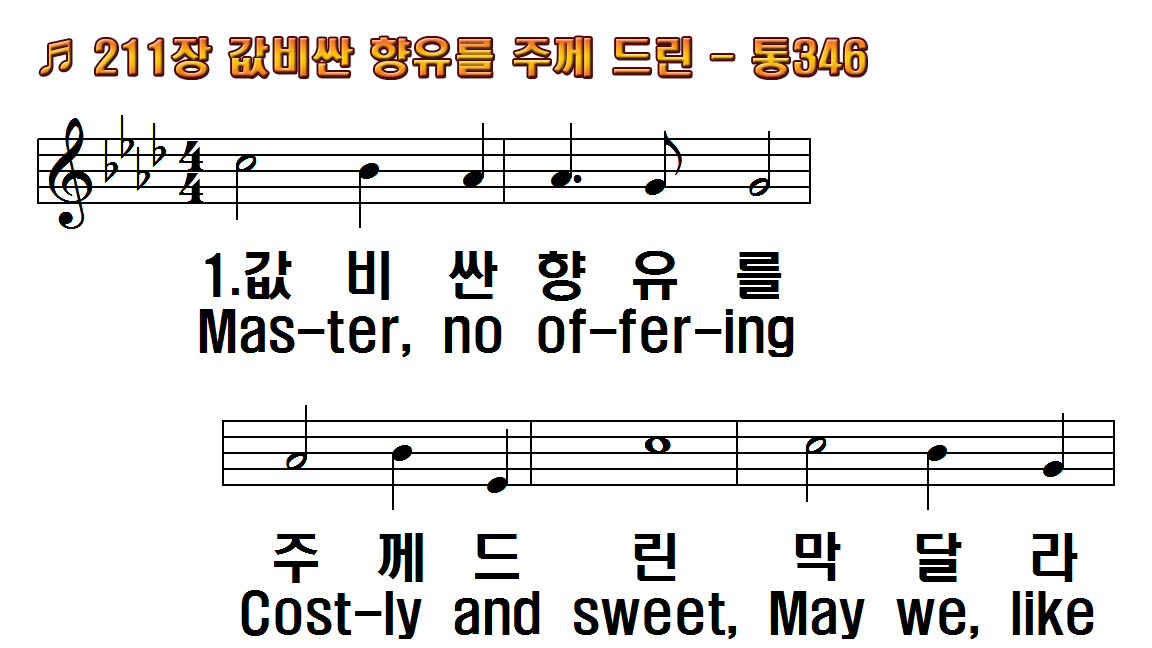 ♬ 211장 값비싼 향유를 주께 드린 - 통346
4
4
1.값 비 싼 향 유 를
Mas-ter, no of-fer-ing
주 께 드 린 막 달 라
Cost-ly and sweet, May we, like